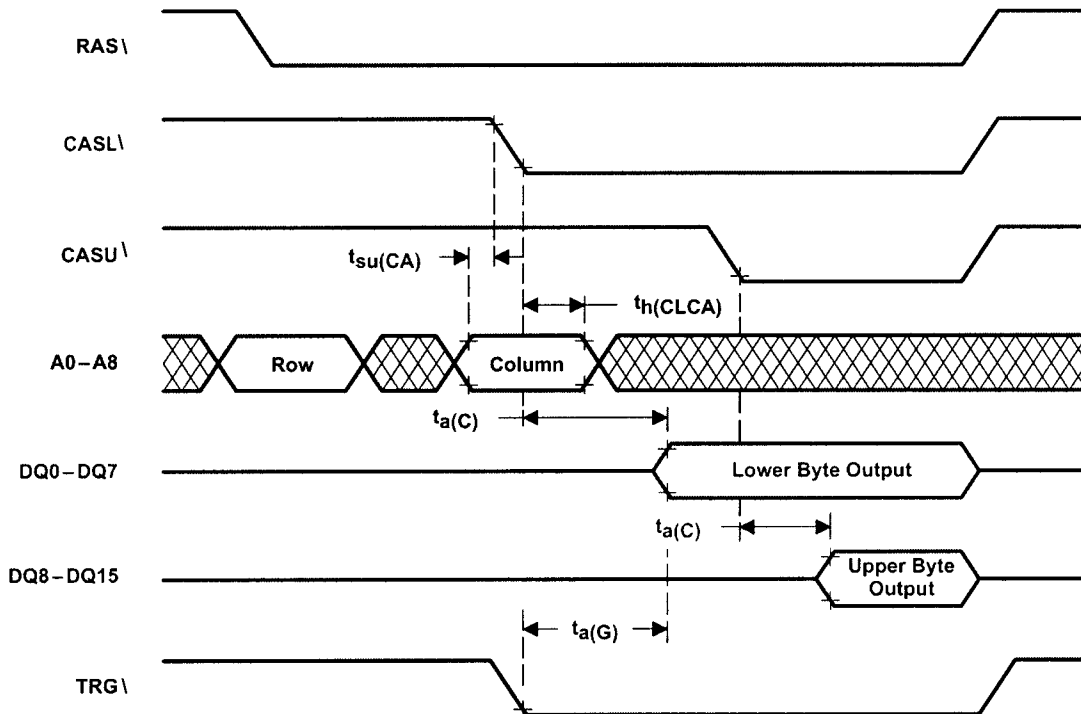 RAS\
CASL\
CASU\
tsu(CA)
th(CLCA)
A0–A8
Row
Column
ta(C)
DQ0–DQ7
Lower Byte Output
ta(C)
DQ8–DQ15
Upper Byte
Output
ta(G)
TRG\